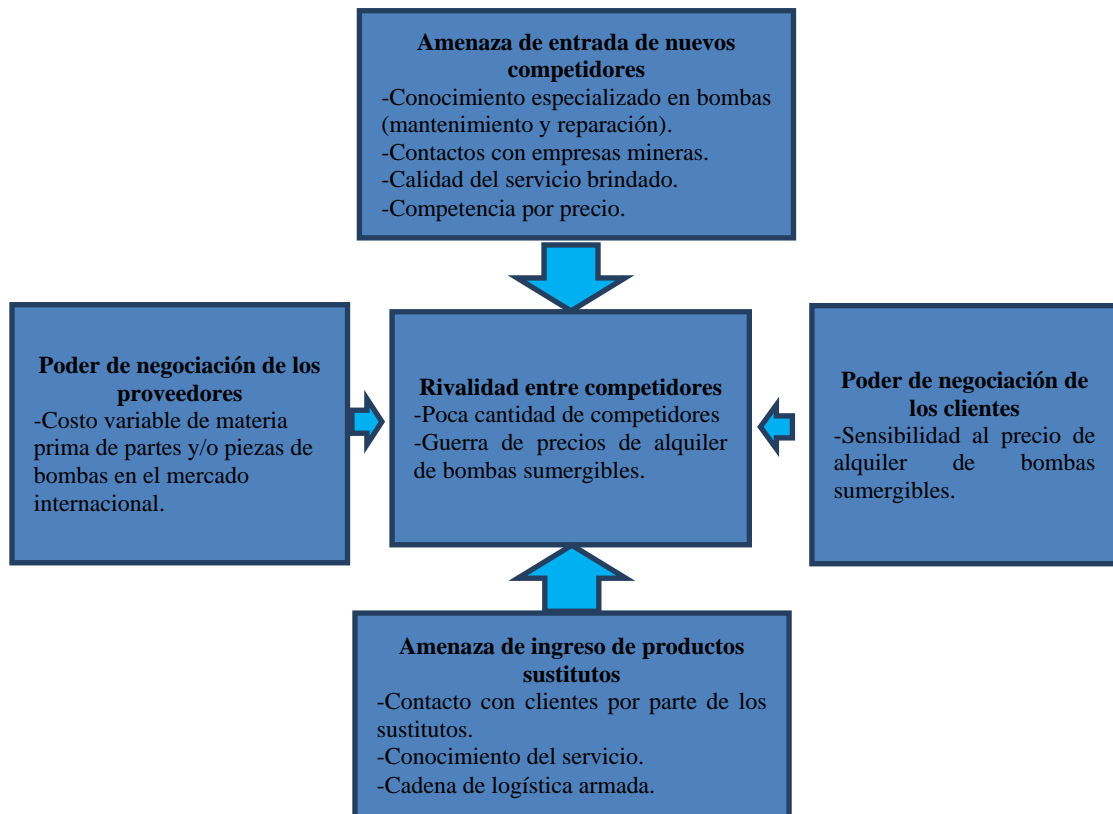 Amenaza de entrada de nuevos
competidores
-Conocimiento especializado en bombas
(mantenimiento y reparación).
-Contactos con empresas mineras.
-Calidad del servicio brindado.
-Competencia por precio.
Poder de negociación de los
proveedores
-Costo variable de materia
prima de partes y/o piezas de
bombas en el mercado
internacional.
Rivalidad entre competidores
-Poca cantidad de competidores
-Guerra de precios de alquiler
de bombas sumergibles.
Poder de negociación de
los clientes
-Sensibilidad al precio de
alquiler de bombas
sumergibles.
Amenaza de ingreso de productos
sustitutos
-Contacto con clientes por parte de los
sustitutos.
-Conocimiento del servicio.
-Cadena de logística armada.